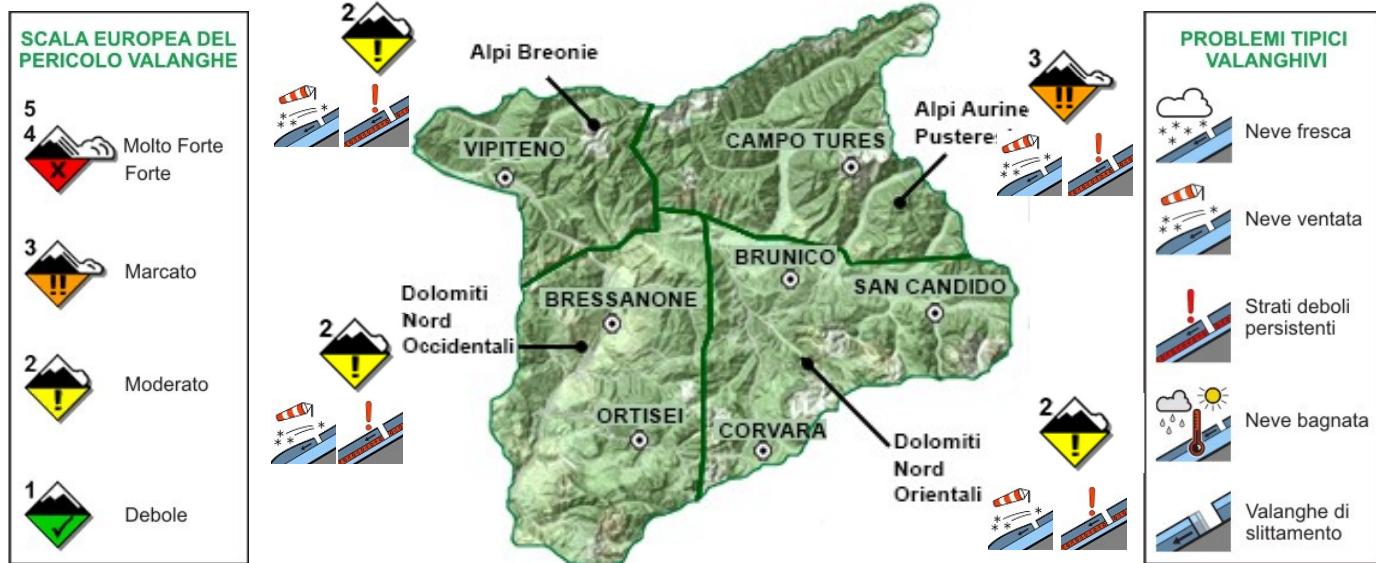 SCALA EUROPEA DEL
PERICOLO VALANGHE
5
4
Molto Forte
Forte
3
Marcato
2
Moderato
1
Debole
2
Alpi Breonie
VIPITENO
CAMPO TURES
Alpi Aurine
3
BRUNICO
SAN CANDIDO
BRESSANONE
Dolomiti
Nord
Occidentali
2
ORTISEI
CORVARA
Dolomiti
Nord
Orientali
2
PROBLEMI TIPICI
VALANGHIVI
Neve fresca
Neve ventata
Strati deboli
persistenti
Neve bagnata
Valanghe di
slittamento